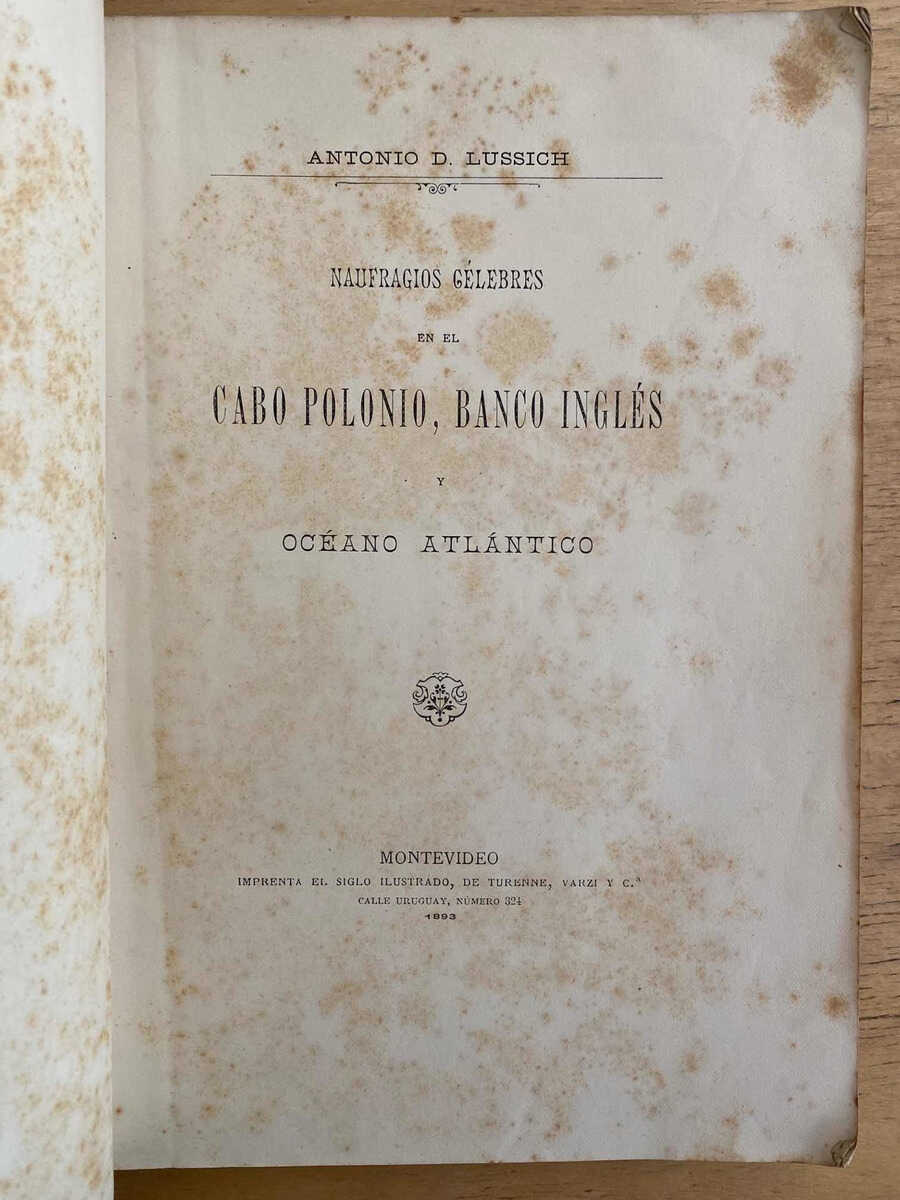 ANTONIO D. LUSSICH
NAUFRAGIOS CÉLEBRES
EN EL
CABO POLONIO, BANCO INGLÉS
Y
OCÉANO ATLÁNTICO
MONTEVIDEO
IMPRENTA EL SIGLO ILUSTRADO, DE TURENNE, VARZI Y C.ª
CALLE URUGUAY, NÚMERO 324
1893